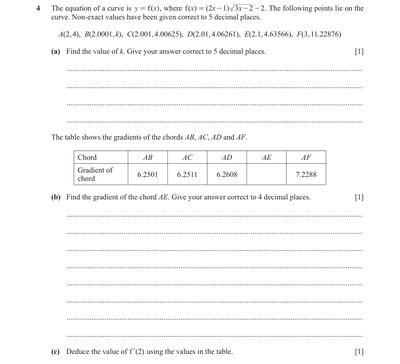 4 The equation of a curve is y = f(x), where f(x) = (2x−1)√3x−2 − 2. The following points lie on the
curve. Non-exact values have been given correct to 5 decimal places.
A(2,4), B(2.0001,k), C(2.001,4.00625), D(2.01,4.06261), E(2.1,4.63566), F(3,11.22876)
(a) Find the value of k. Give your answer correct to 5 decimal places. [1]
The table shows the gradients of the chords AB, AC, AD and AF.
Chord AB AC AD AE AF
Gradient of
chord 6.2501 6.2511 6.2608 7.2288
(b) Find the gradient of the chord AE. Give your answer correct to 4 decimal places. [1]
(c) Deduce the value of f′(2) using the values in the table. [1]